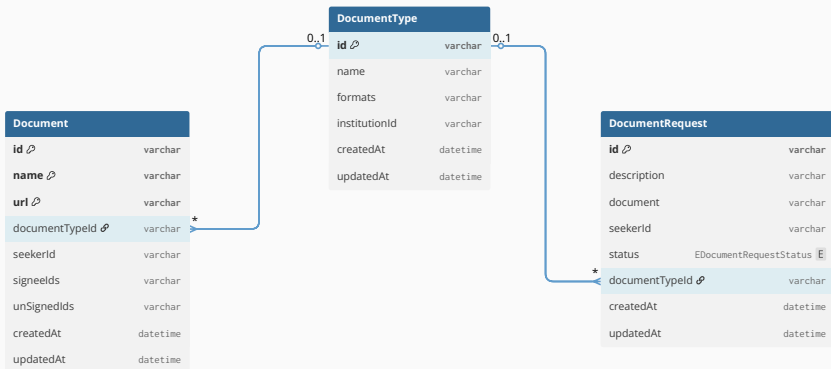 DocumentType
0..1
id varchar
0..1
name varchar
formats varchar
institutionId varchar
createdAt datetime
updatedAt datetime
Document
id varchar
name varchar
url varchar
*
documentTypeId varchar
seekerId varchar
signeeIds varchar
unSignedIds varchar
createdAt datetime
updatedAt datetime
DocumentRequest
id varchar
description varchar
document varchar
seekerId varchar
status EDocumentRequestStatus E
*
documentTypeId varchar
createdAt datetime
updatedAt datetime